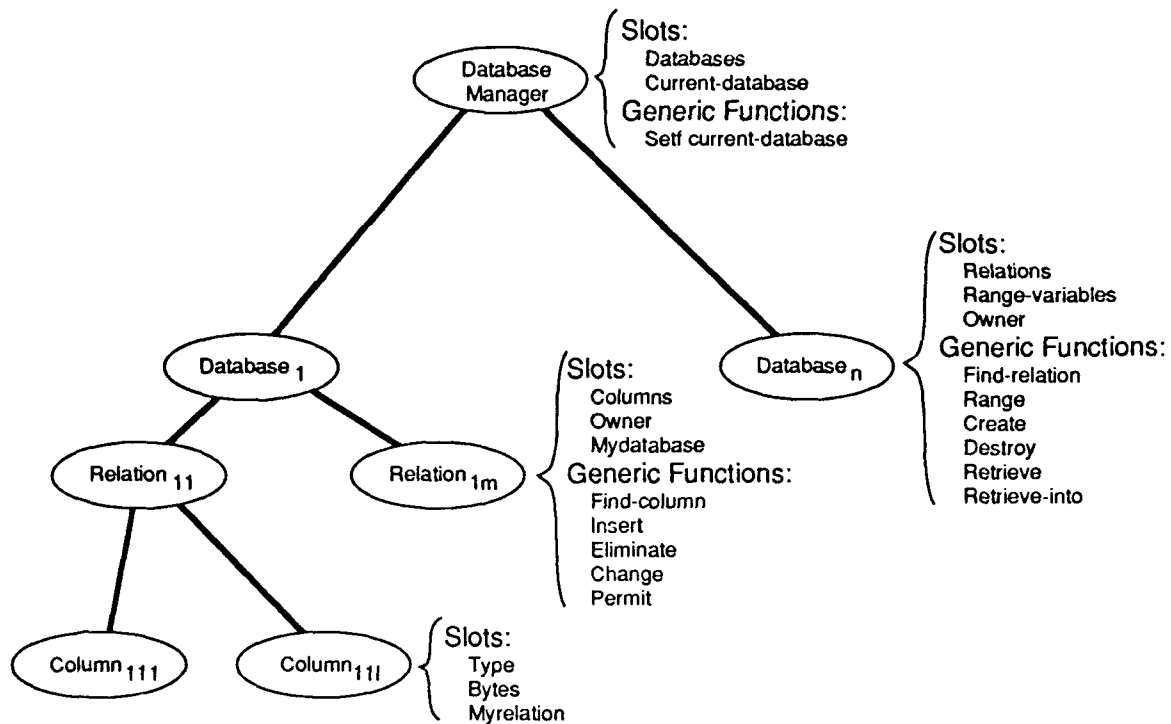 Database
Manager
Slots:
Databases
Current-database
Generic Functions:
Setf current-database
Database 1
Database n
Slots:
Relations
Range-variables
Owner
Generic Functions:
Find-relation
Range
Create
Destroy
Retrieve
Retrieve-into
Relation 11
Relation 1m
Slots:
Columns
Owner
Mydatabase
Generic Functions:
Find-column
Insert
Eliminate
Change
Permit
Column 111
Column 11l
Slots:
Type
Bytes
Myrelation